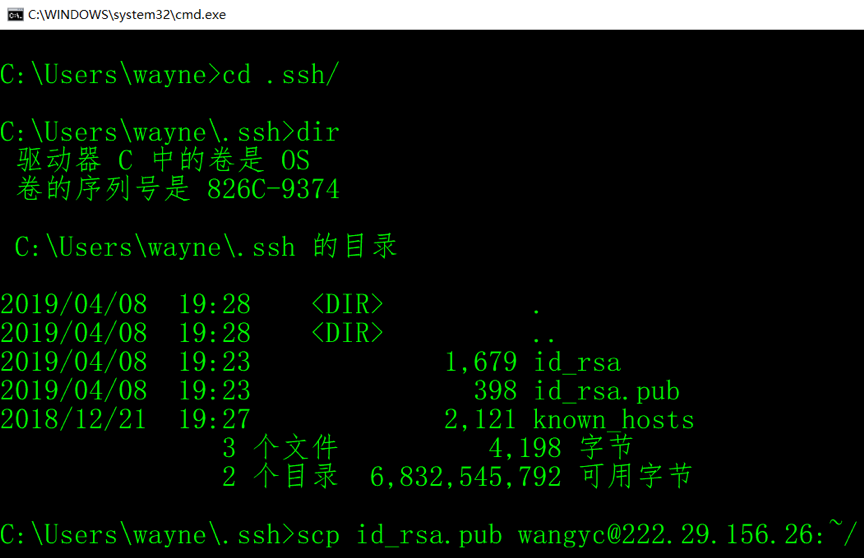 C:\WINDOWS\system32\cmd.exe
C:\Users\wayne>cd .ssh/
C:\Users\wayne\.ssh>dir
驱动器 C 中的卷是 OS
卷的序列号是 826C-9374
C:\Users\wayne\.ssh 的目录
2019/04/08  19:28    <DIR>          .
2019/04/08  19:28    <DIR>          ..
2019/04/08  19:23             1,679 id_rsa
2019/04/08  19:23               398 id_rsa.pub
2018/12/21  19:27             2,121 known_hosts
3 个文件          4,198 字节
2 个目录  6,832,545,792 可用字节
C:\Users\wayne\.ssh>scp id_rsa.pub wangyc@222.29.156.26:~/